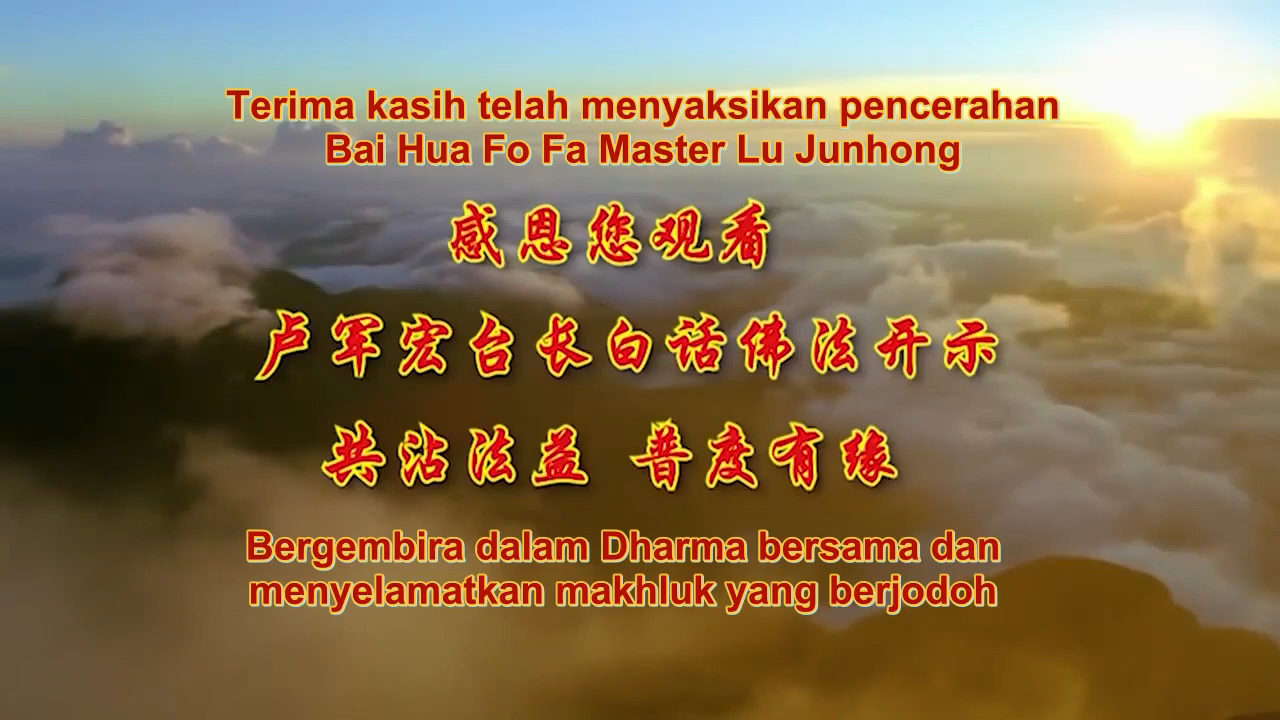 Terima kasih telah menyaksikan pencerahan
Bai Hua Fo Fa Master Lu Junhong
感恩您观看
卢军宏台长白话佛法开示
共沾法益 普度有缘
Bergembira dalam Dharma bersama dan
menyelamatkan makhluk yang berjodoh